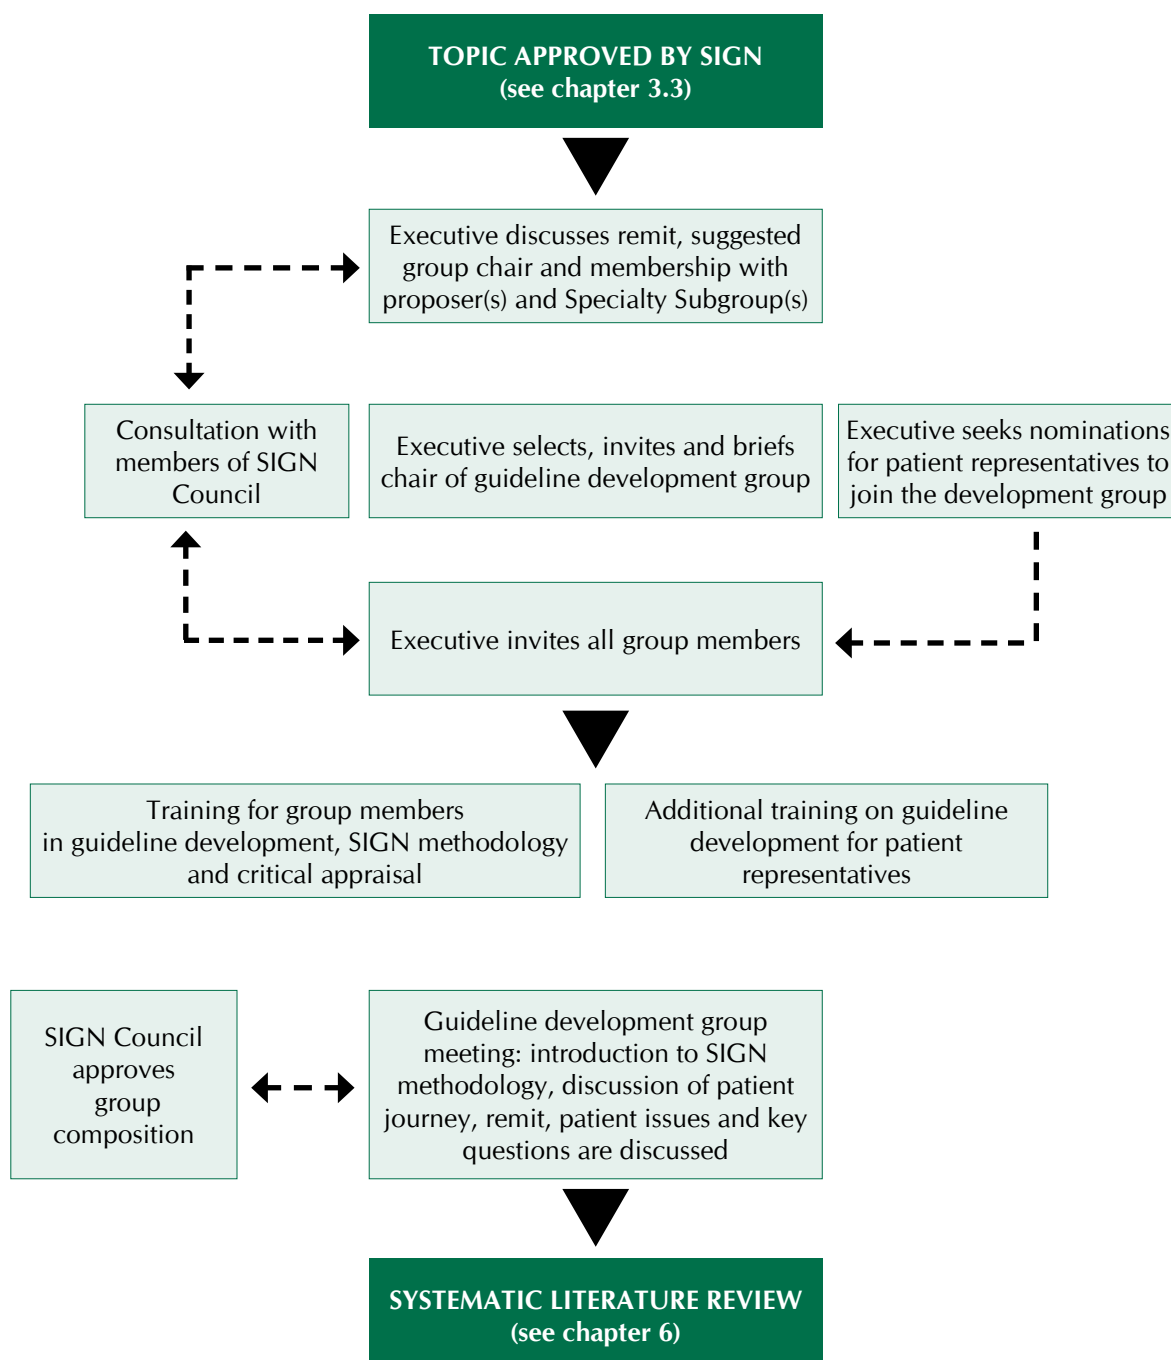 TOPIC APPROVED BY SIGN
(see chapter 3.3)
Executive discusses remit, suggested
group chair and membership with
proposer(s) and Specialty Subgroup(s)
Consultation with
members of SIGN
Council
Executive selects, invites and briefs
chair of guideline development group
Executive seeks nominations
for patient representatives to
join the development group
Executive invites all group members
Training for group members
in guideline development, SIGN methodology
and critical appraisal
Additional training on guideline
development for patient
representatives
SIGN Council
approves
group
composition
Guideline development group
meeting: introduction to SIGN
methodology, discussion of patient
journey, remit, patient issues and key
questions are discussed
SYSTEMATIC LITERATURE REVIEW
(see chapter 6)